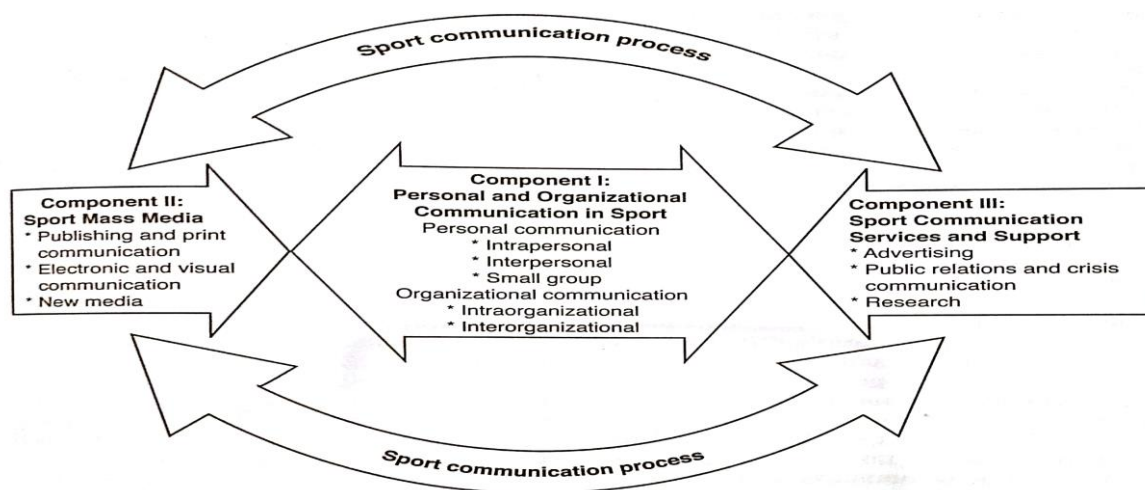 Sport communication process
Component II:
Sport Mass Media
* Publishing and print
communication
* Electronic and visual
communication
* New media
Component I:
Personal and Organizational
Communication in Sport
Personal communication
* Intrapersonal
* Interpersonal
* Small group
Organizational communication
* Intraorganizational
* Interorganizational
Component III:
Sport Communication
Services and Support
* Advertising
* Public relations and crisis
communication
* Research
Sport communication process